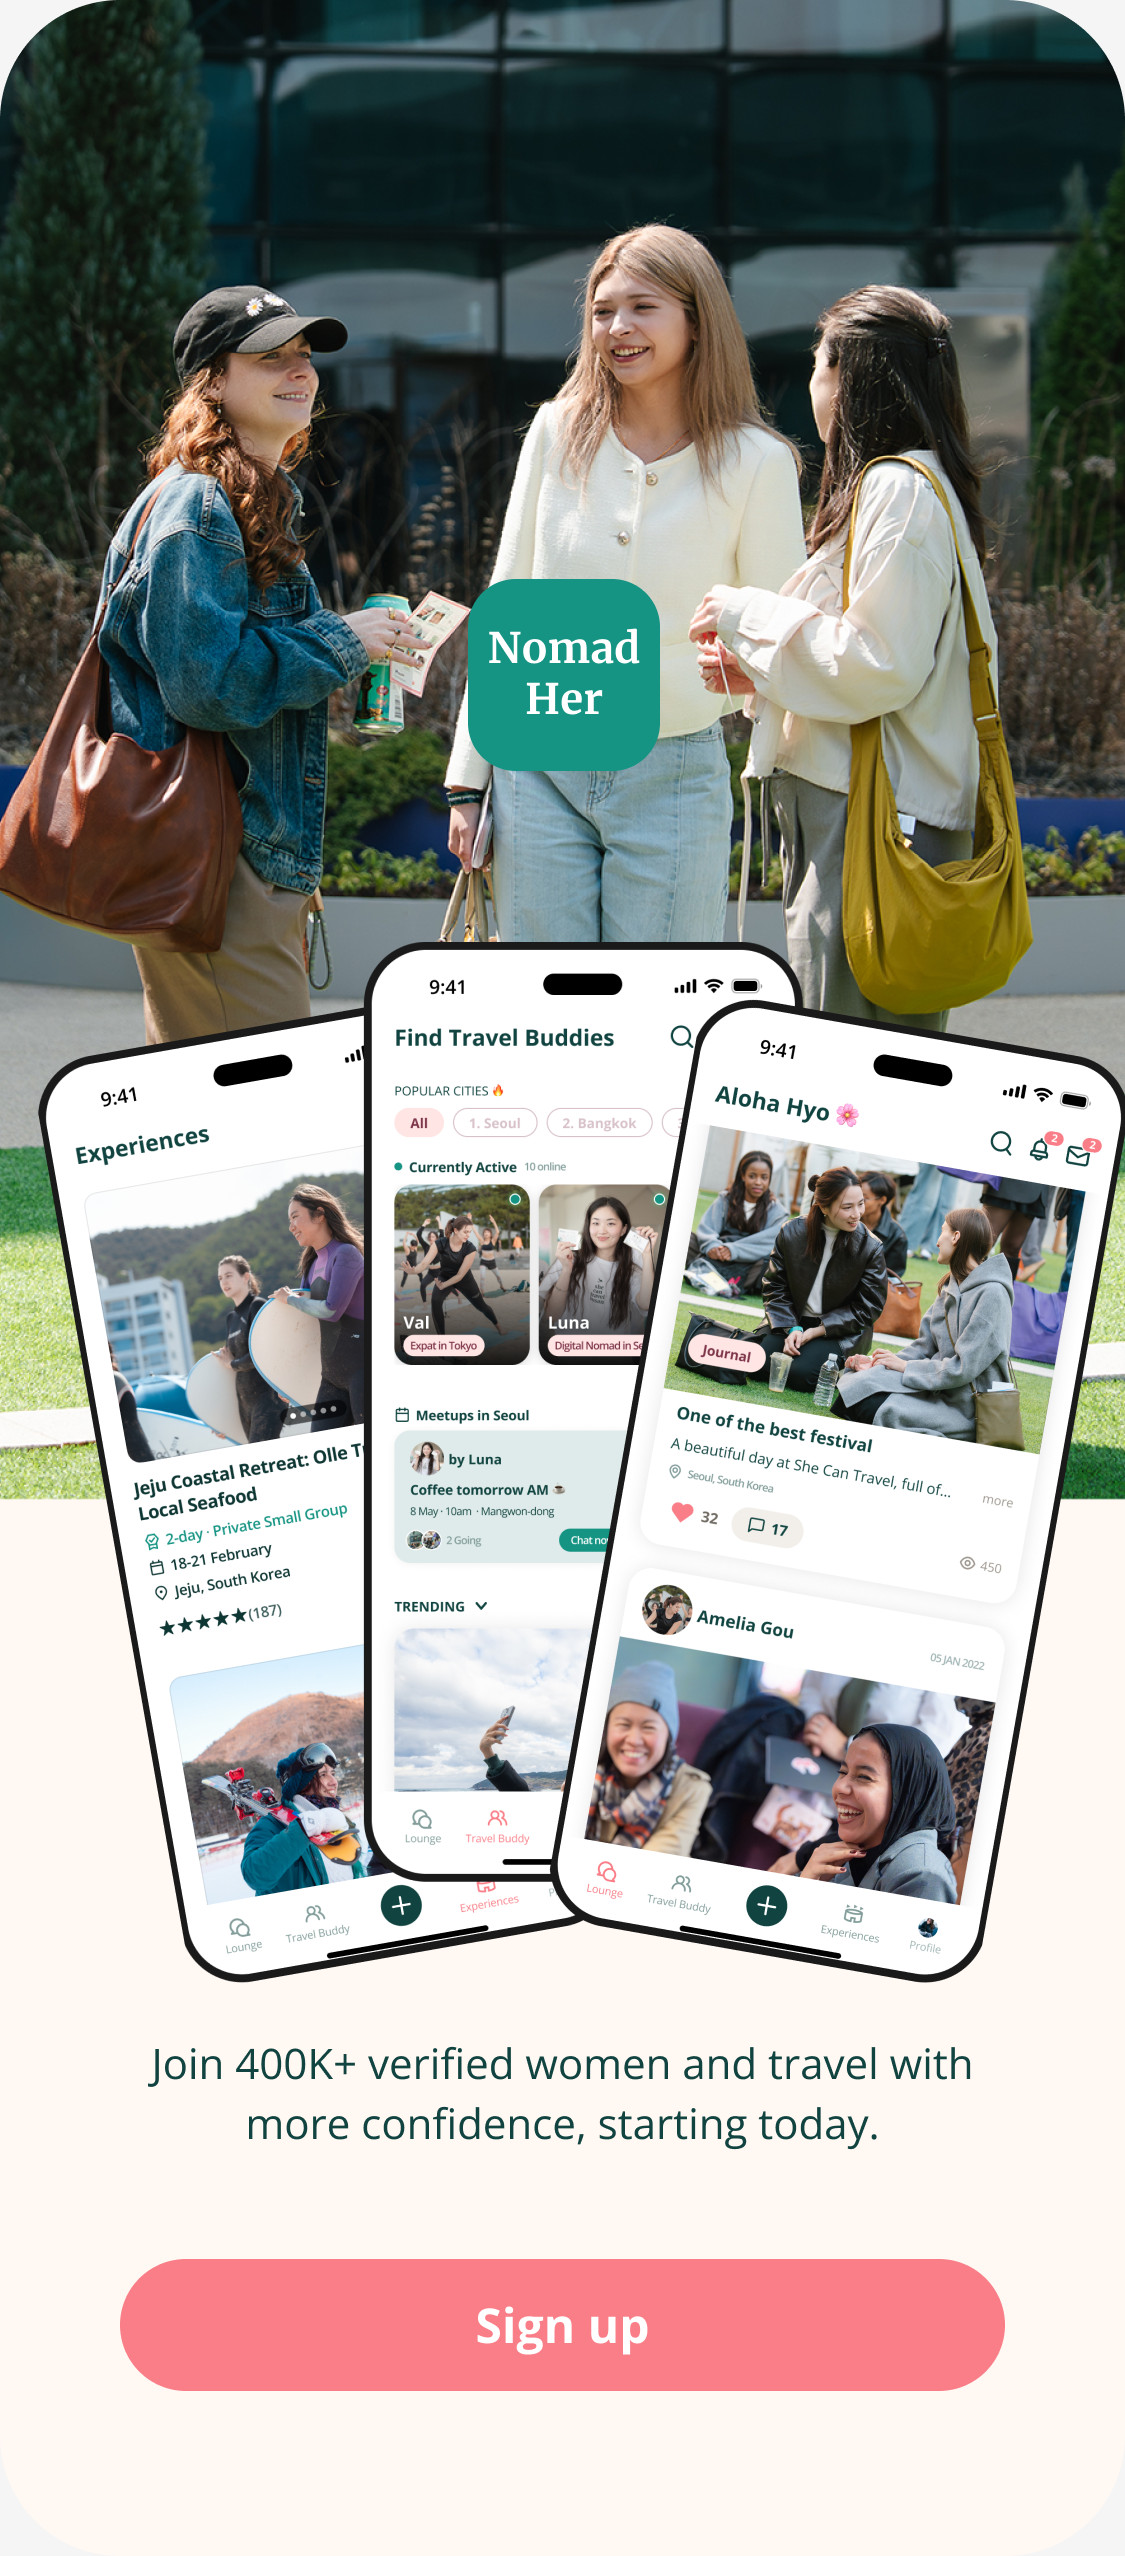 Nomad
Her
9:41
Experiences
Jeju Coastal Retreat: Olle
Local Seafood
2-day · Private Small Group
18-21 February
Jeju, South Korea
(187)
Lounge
Travel Buddy
Experiences
9:41
Find Travel Buddies
POPULAR CITIES
All
1. Seoul
2. Bangkok
Currently Active 10 online
Val
Expat in Tokyo
Luna
Digital Nomad in
Meetups in Seoul
by Luna
Coffee tomorrow AM
8 May · 10am · Mangwon-dong
2 Going
Chat
TRENDING
Lounge
Travel Buddy
9:41
Aloha Hyo
2
2
Journal
One of the best festival
A beautiful day at She Can Travel, full of...
more
Seoul, South Korea
32
17
450
Amelia Gou
05 JAN 2022
Lounge
Travel Buddy
Experiences
Profile
Join 400K+ verified women and travel with
more confidence, starting today.
Sign up